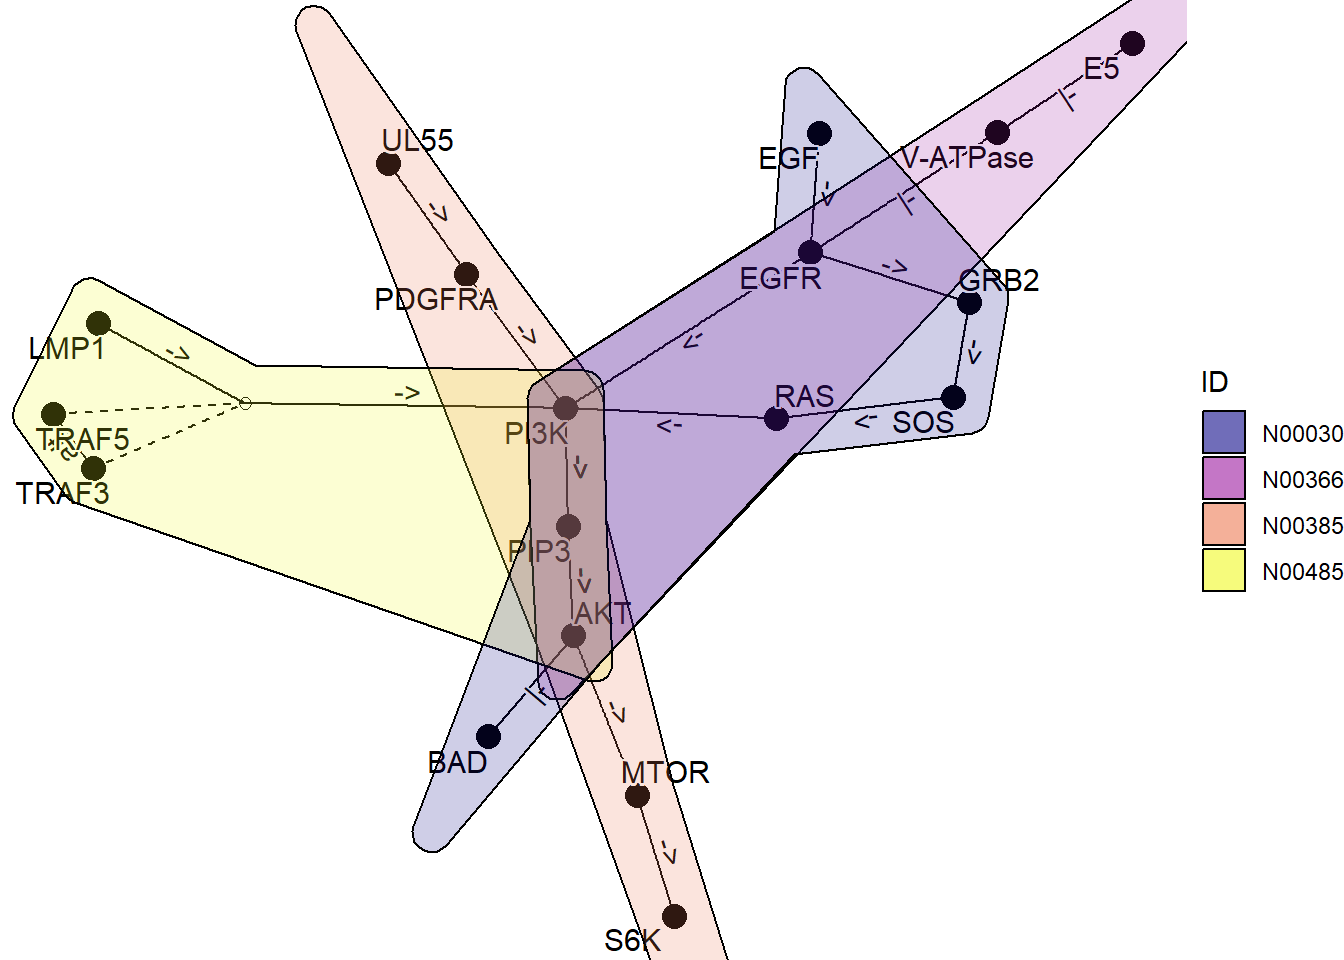 E5
|-
UL55
EGF
V-ATPase
->
->
|-
PDGFRA
EGFR
->
GRB2
->
LMP1
->
<-
->
ID
->
RAS
N00030
TRAF5
PI3K
<-
<-
SOS
->
N00366
TRAF3
N00385
PIP3
->
N00485
AKT
|-
->
BAD
MTOR
->
S6K